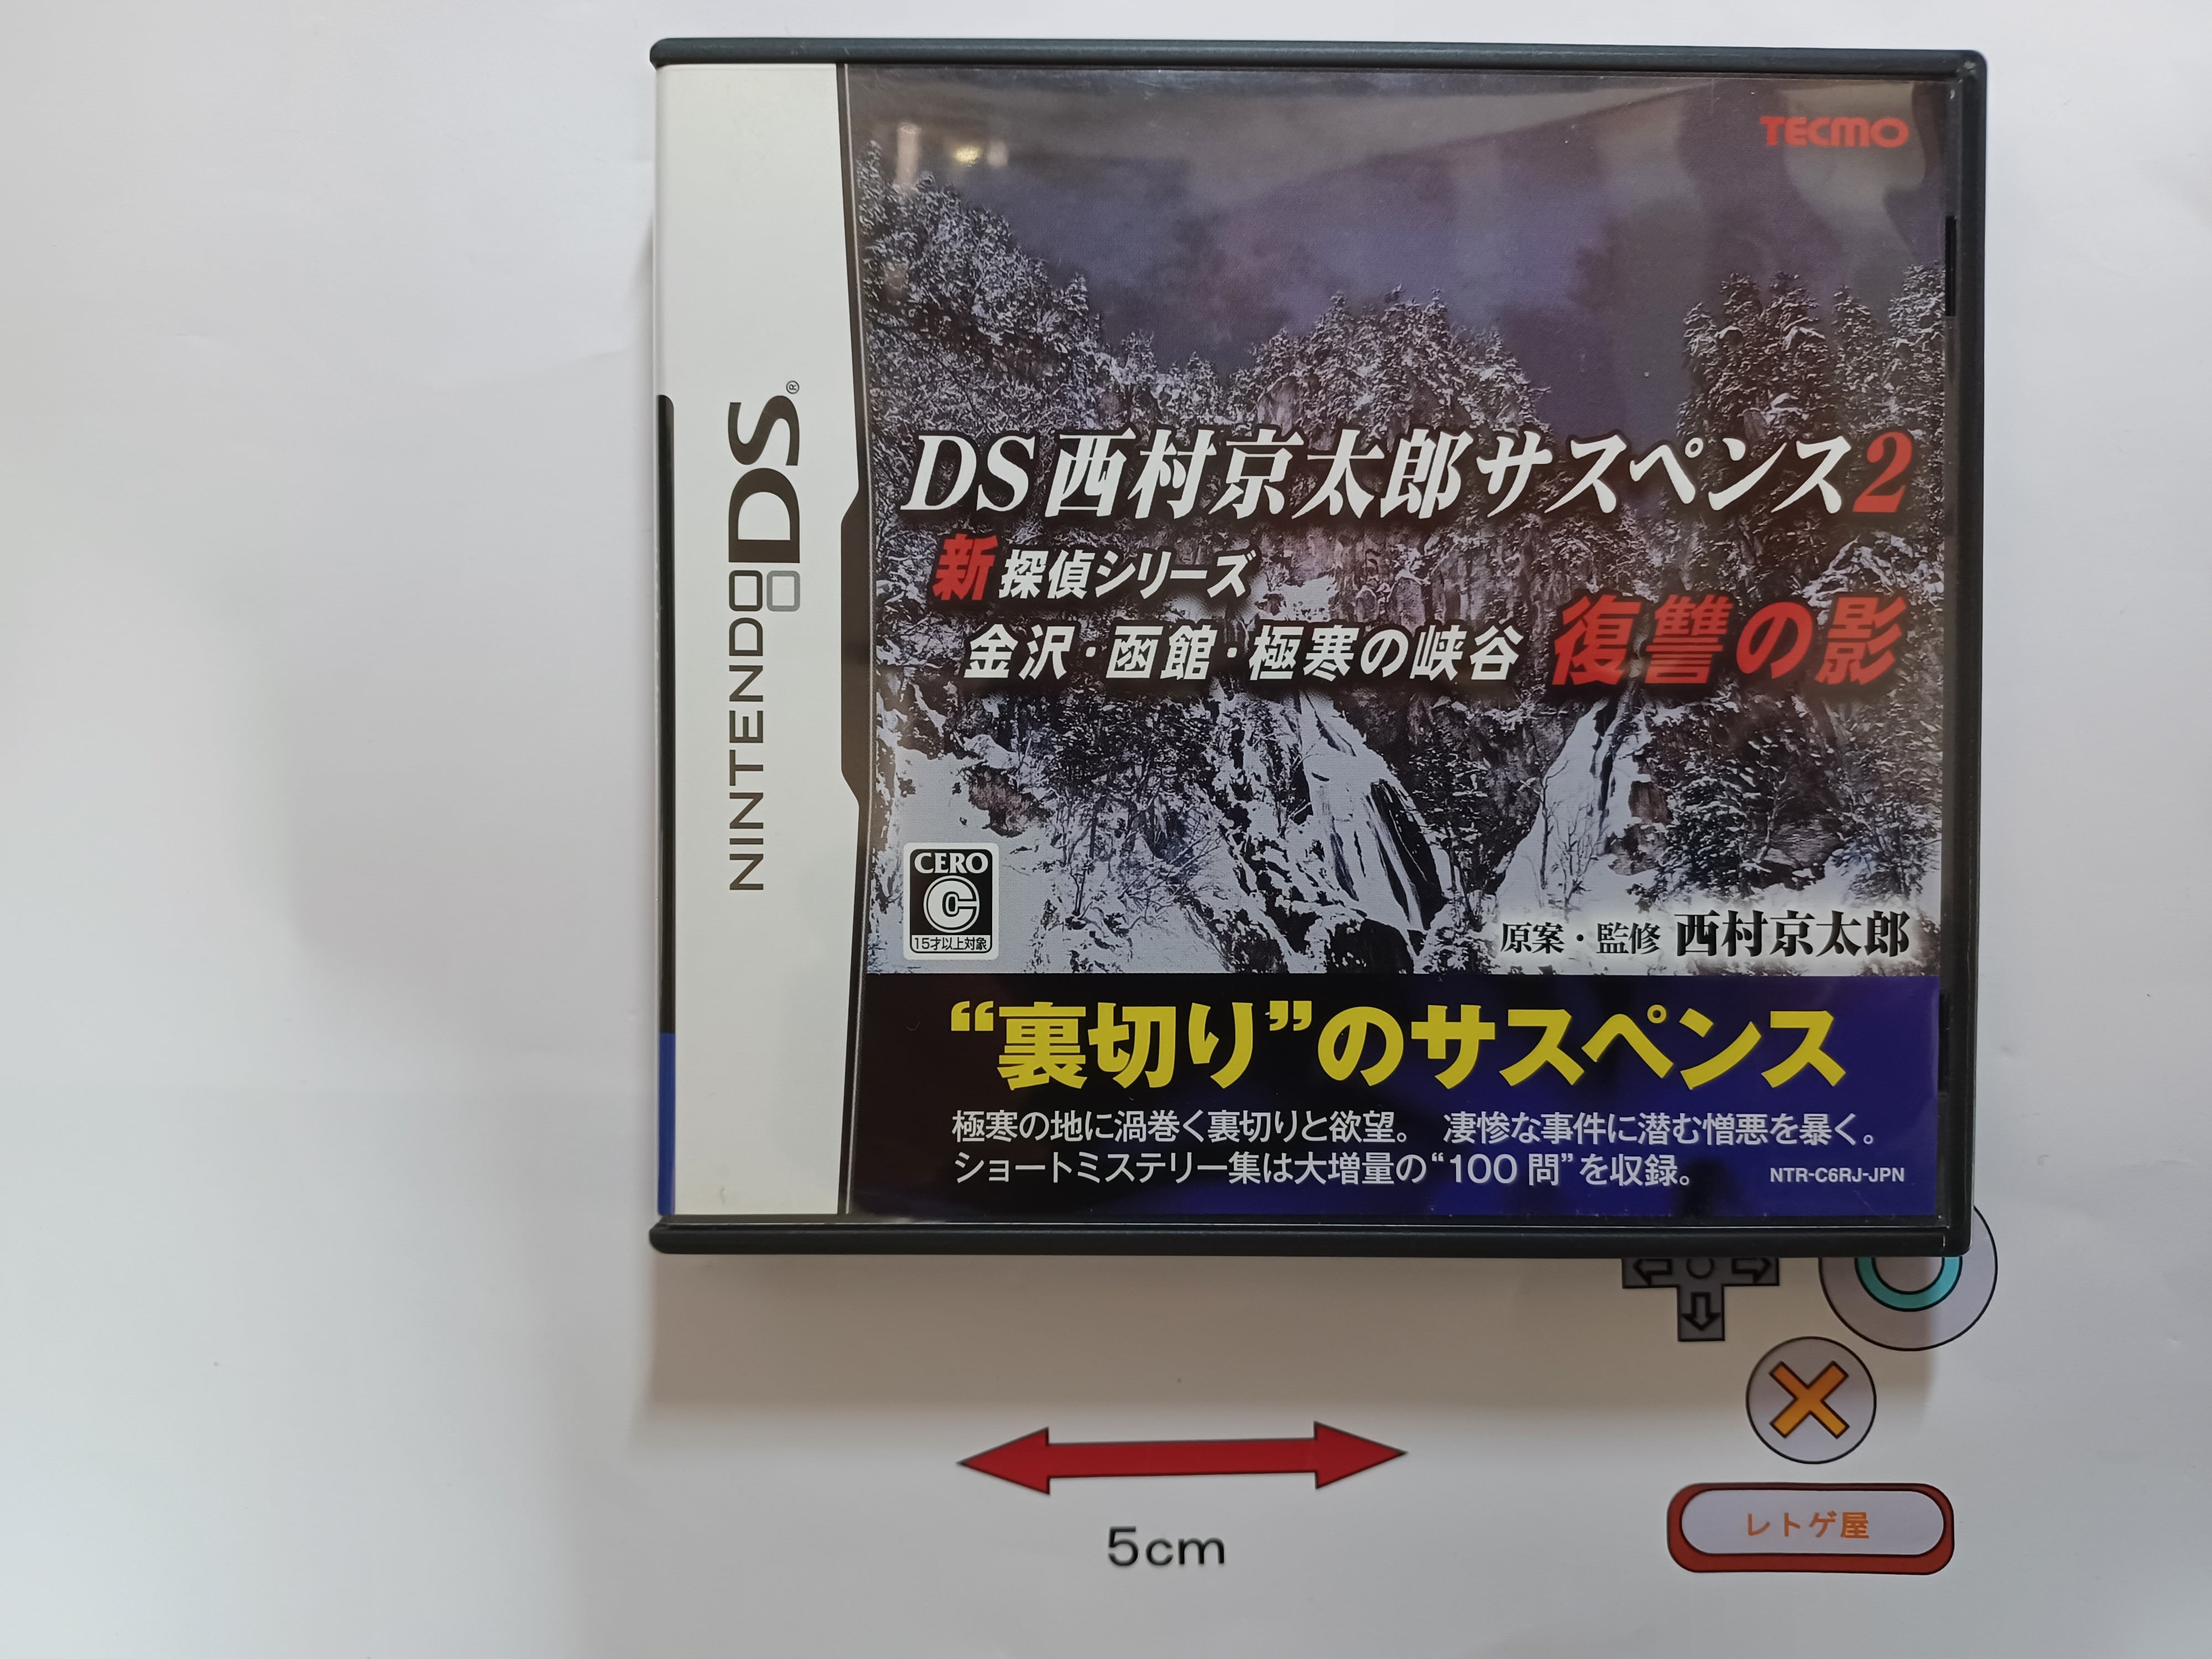 NINTENDO DS®
TECMO
DS 西村京太郎サスペンス2
新探偵シリーズ
金沢・函館・極寒の峡谷 復讐の影
CERO
C
15才以上対象
原案・監修 西村京太郎
“裏切り”のサスペンス
極寒の地に渦巻く裏切りと欲望。 凄惨な事件に潜む憎悪を暴く。
ショートミステリー集は大増量の“100問”を収録。
NTR-C6RJ-JPN
5cm
レトゲ屋